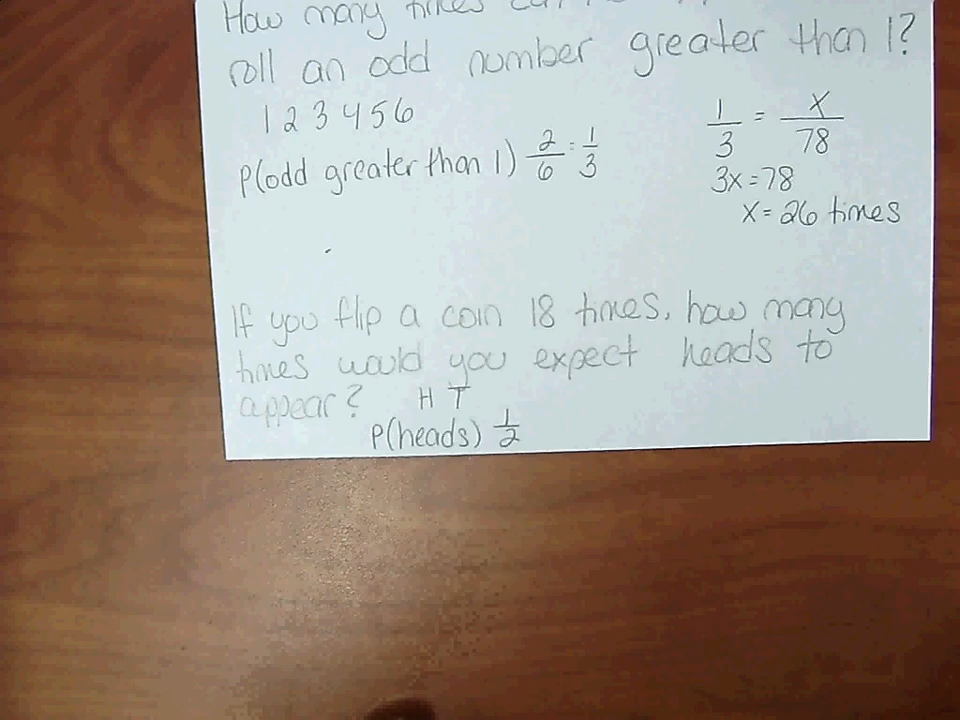 How many times
roll an odd number greater than 1?
1 2 3 4 5 6
P(odd greater than 1) 2/6 = 1/3
1/3 = x/78
3x = 78
x = 26 times
If you flip a coin 18 times, how many
times would you expect heads to
appear? H T
P(heads) 1/2